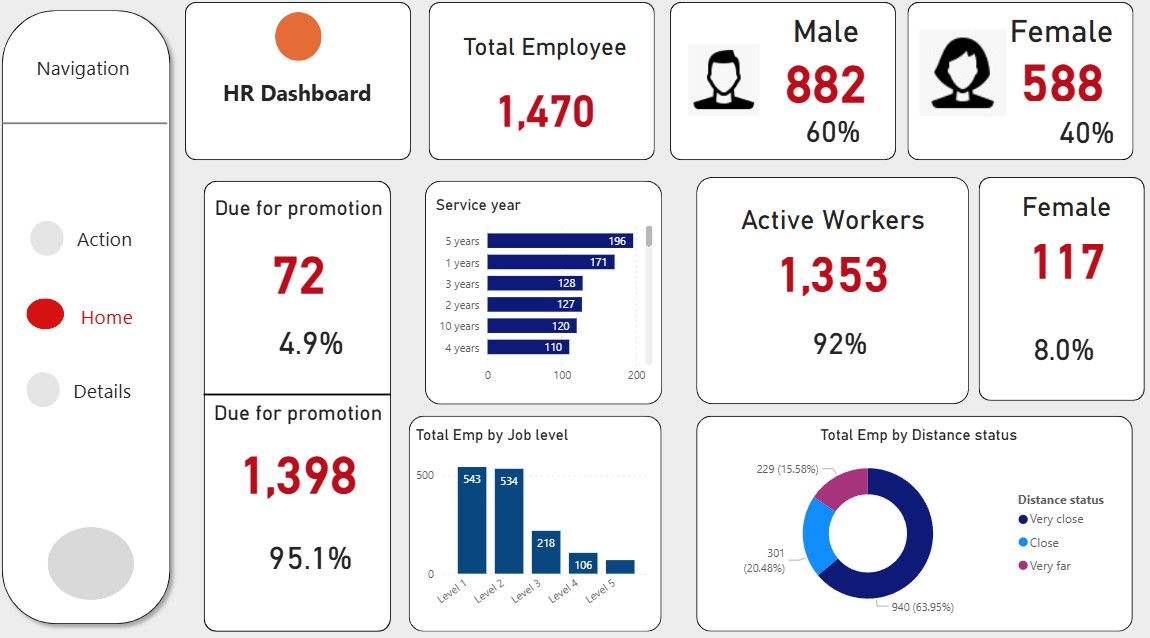 Navigation
Action
Home
Details
HR Dashboard
Total Employee
1,470
Male
882
60%
Female
588
40%
Due for promotion
72
4.9%
Due for promotion
1,398
95.1%
Service year
5 years 196
1 years 171
3 years 128
2 years 127
10 years 120
4 years 110
0 100 200
Active Workers
1,353
92%
Female
117
8.0%
Total Emp by Job level
500
0
543 534 218 106
Level 1 Level 2 Level 3 Level 4 Level 5
Total Emp by Distance status
229 (15.58%)
301
(20.48%)
940 (63.95%)
Distance status
Very close
Close
Very far